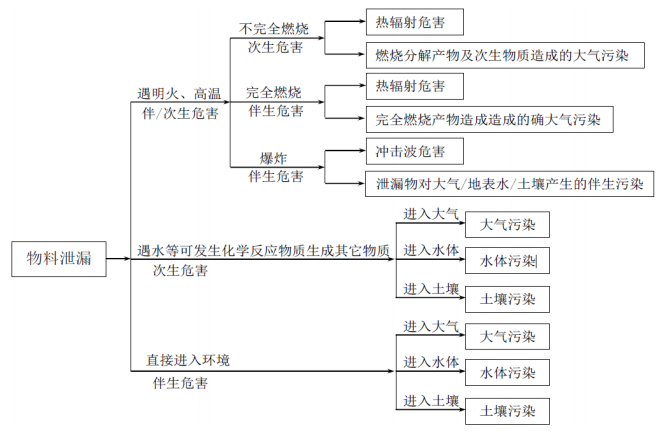 不完全燃烧
次生危害
热辐射危害
燃烧分解产物及次生物质造成的大气污染
遇明火、高温
伴/次生危害
完全燃烧
伴生危害
热辐射危害
完全燃烧产物造成造成的确大气污染
爆炸
伴生危害
冲击波危害
泄漏物对大气/地表水/土壤产生的伴生污染
物料泄漏
遇水等可发生化学反应物质生成其它物质
次生危害
进入大气
大气污染
进入水体
水体污染
进入土壤
土壤污染
直接进入环境
伴生危害
进入大气
大气污染
进入水体
水体污染
进入土壤
土壤污染